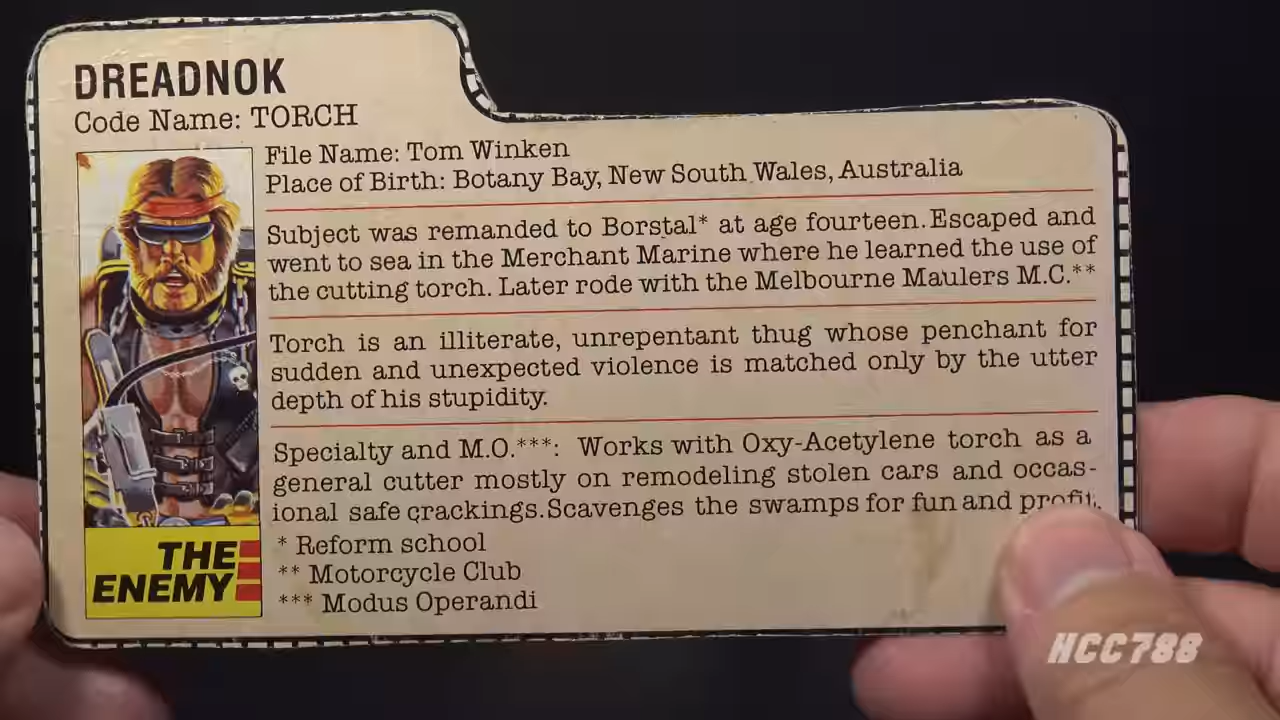 DREADNOK
Code Name: TORCH
File Name: Tom Winken
Place of Birth: Botany Bay, New South Wales, Australia
Subject was remanded to Borstal* at age fourteen. Escaped and
went to sea in the Merchant Marine where he learned the use of
the cutting torch. Later rode with the Melbourne Maulers M.C.**
Torch is an illiterate, unrepentant thug whose penchant for
sudden and unexpected violence is matched only by the utter
depth of his stupidity.
Specialty and M.O.***: Works with Oxy-Acetylene torch as a
general cutter mostly on remodeling stolen cars and occas-
ional safe crackings. Scavenges the swamps for fun and profit.
* Reform school
** Motorcycle Club
*** Modus Operandi
THE
ENEMY
HCC788